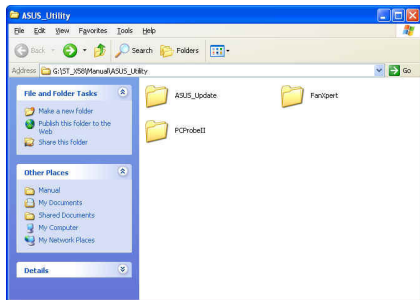 ASUS_Utility
File Edit View Favorites Tools Help
Back Search Folders
Address G:\ST_X58\Manual\ASUS_Utility Go
File and Folder Tasks
Make a new folder
Publish this folder to the Web
Share this folder
Other Places
Manual
My Documents
Shared Documents
My Computer
My Network Places
Details
ASUS_Update FanXpert
PCProbeII